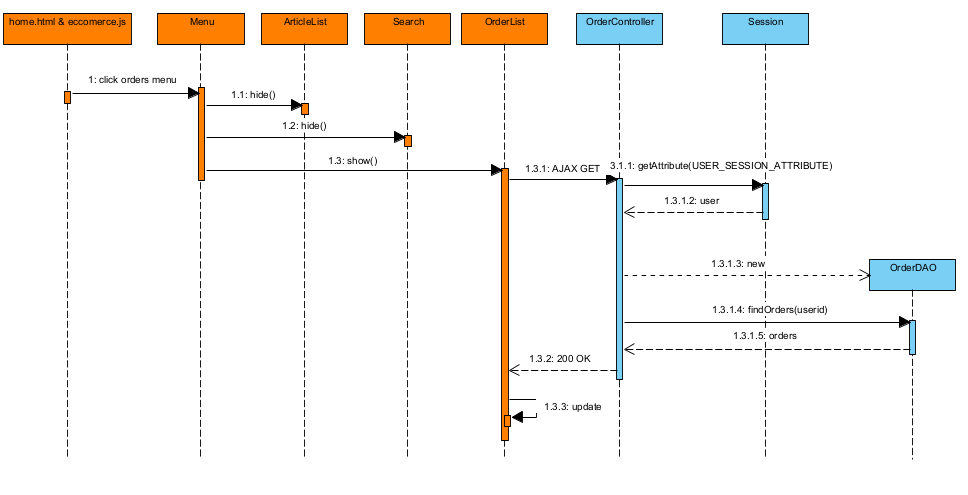 home.html & eccomerce.js
Menu
ArticleList
Search
OrderList
OrderController
Session
1: click orders menu
1.1: hide()
1.2: hide()
1.3: show()
1.3.1: AJAX GET
3.1.1: getAttribute(USER_SESSION_ATTRIBUTE)
1.3.1.2: user
1.3.1.3: new
OrderDAO
1.3.1.4: findOrders(userid)
1.3.1.5: orders
1.3.2: 200 OK
1.3.3: update